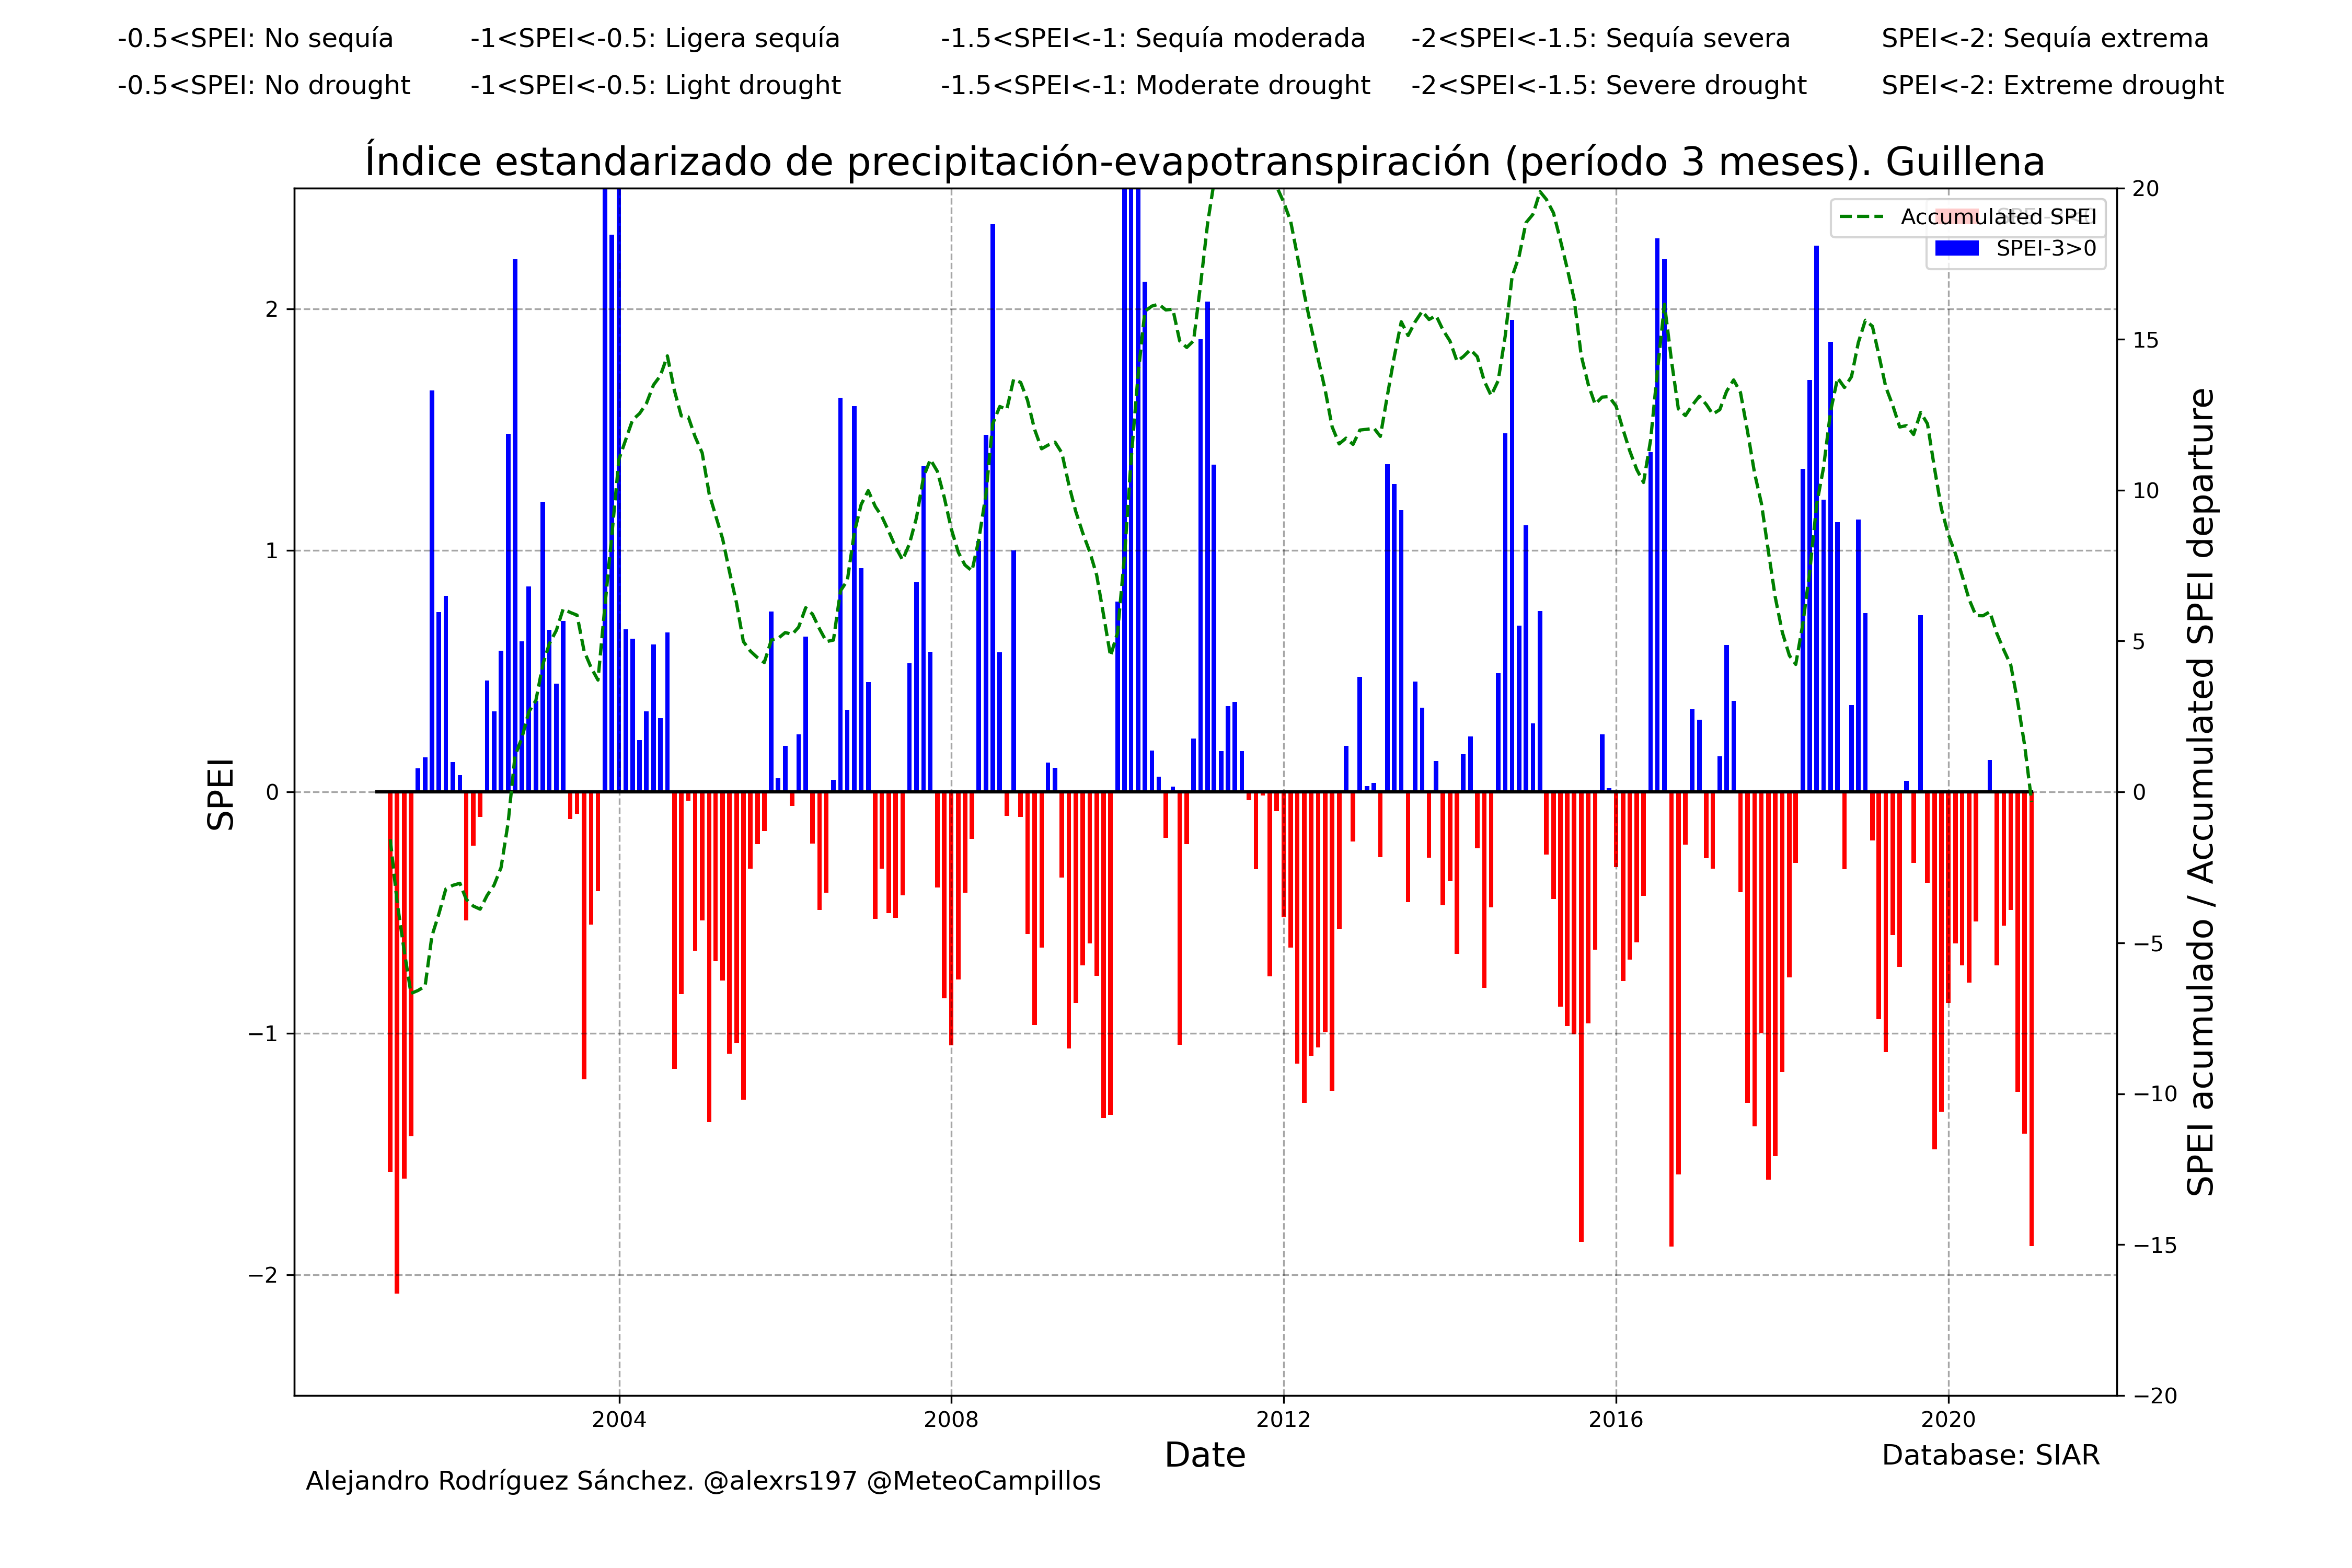 -0.5<SPEI: No sequía -1<SPEI<-0.5: Ligera sequía -1.5<SPEI<-1: Sequía moderada -2<SPEI<-1.5: Sequía severa SPEI<-2: Sequía extrema
-0.5<SPEI: No drought -1<SPEI<-0.5: Light drought -1.5<SPEI<-1: Moderate drought -2<SPEI<-1.5: Severe drought SPEI<-2: Extreme drought
Índice estandarizado de precipitación-evapotranspiración (período 3 meses). Guillena
Accumulated SPEI
SPEI-3>0
SPEI
2
1
0
−1
−2
20
15
10
5
0
−5
−10
−15
−20
SPEI acumulado / Accumulated SPEI departure
2004 2008 2012 2016 2020
Date
Database: SIAR
Alejandro Rodríguez Sánchez. @alexrs197 @MeteoCampillos